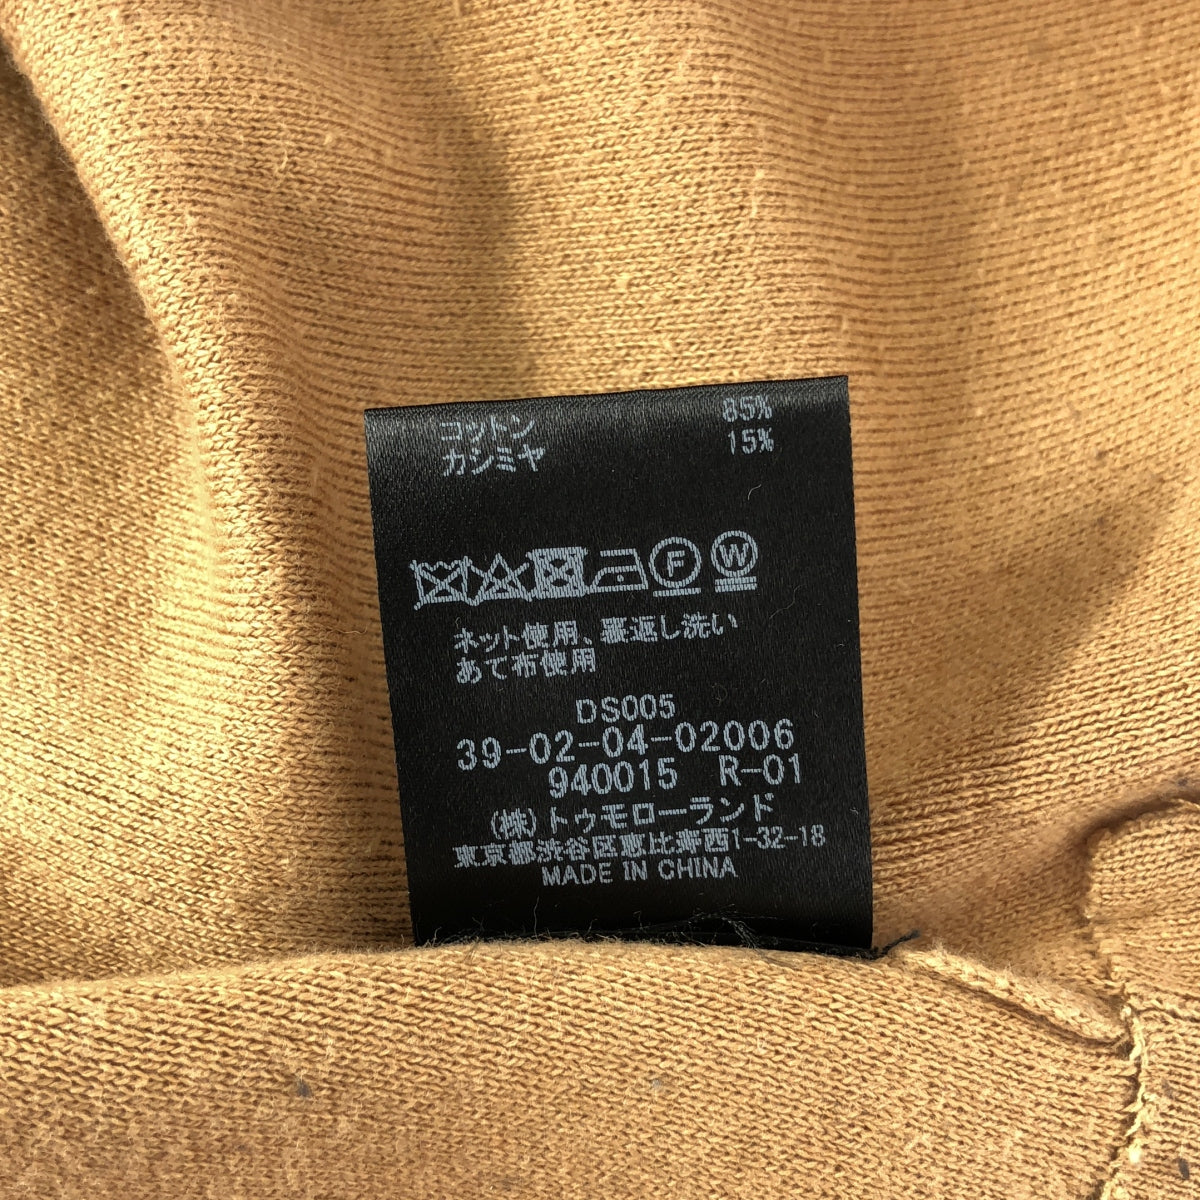 コットン 85%
カシミヤ 15%
F W
ネット使用、裏返し洗い
あて布使用
DS005
39-02-04-02006
940015 R-01
(株)トゥモローランド
東京都渋谷区恵比寿西1-32-18
MADE IN CHINA